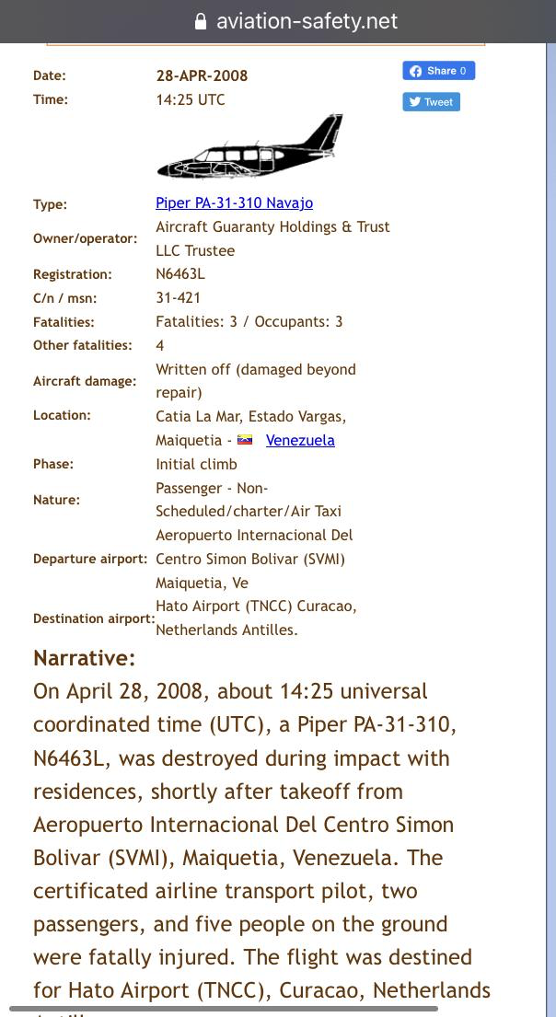 aviation-safety.net
Date: 28-APR-2008
Share 0
Time: 14:25 UTC
Tweet
Type: Piper PA-31-310 Navajo
Owner/operator: Aircraft Guaranty Holdings & Trust
LLC Trustee
Registration: N6463L
C/n / msn: 31-421
Fatalities: Fatalities: 3 / Occupants: 3
Other fatalities: 4
Aircraft damage: Written off (damaged beyond
repair)
Location: Catia La Mar, Estado Vargas,
Maiquetia - Venezuela
Phase: Initial climb
Nature: Passenger - Non-
Scheduled/charter/Air Taxi
Departure airport: Aeropuerto Internacional Del
Centro Simon Bolivar (SVMI)
Maiquetia, Ve
Destination airport: Hato Airport (TNCC) Curacao,
Netherlands Antilles.
Narrative:
On April 28, 2008, about 14:25 universal
coordinated time (UTC), a Piper PA-31-310,
N6463L, was destroyed during impact with
residences, shortly after takeoff from
Aeropuerto Internacional Del Centro Simon
Bolivar (SVMI), Maiquetia, Venezuela. The
certificated airline transport pilot, two
passengers, and five people on the ground
were fatally injured. The flight was destined
for Hato Airport (TNCC), Curacao, Netherlands